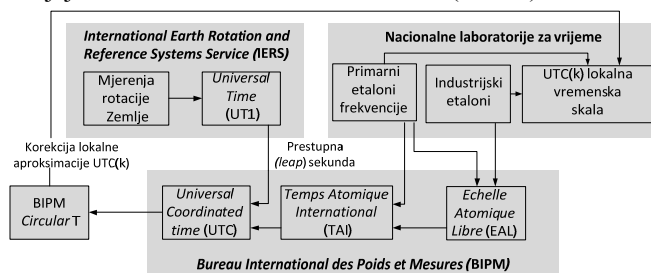 International Earth Rotation and
Reference Systems Service (IERS)
Mjerenja
rotacije
Zemlje
Universal
Time
(UT1)
Nacionalne laboratorije za vrijeme
Primarni
etaloni
frekvencije
Industrijski
etaloni
UTC(k) lokalna
vremenska
skala
Korekcija lokalne
aproksimacije UTC(k)
Prestupna
(leap) sekunda
BIPM
Circular T
Universal
Coordinated
time (UTC)
Temps Atomique
International
(TAI)
Echelle
Atomique
Libre (EAL)
Bureau International des Poids et Mesures (BIPM)